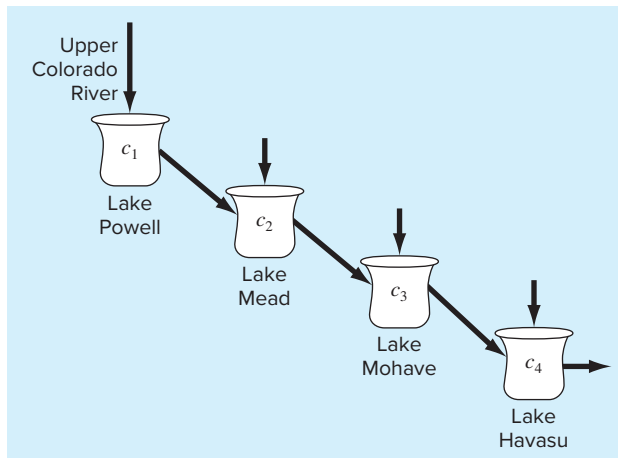 Upper
Colorado
River
c₁
Lake
Powell
c₂
Lake
Mead
c₃
Lake
Mohave
c₄
Lake
Havasu